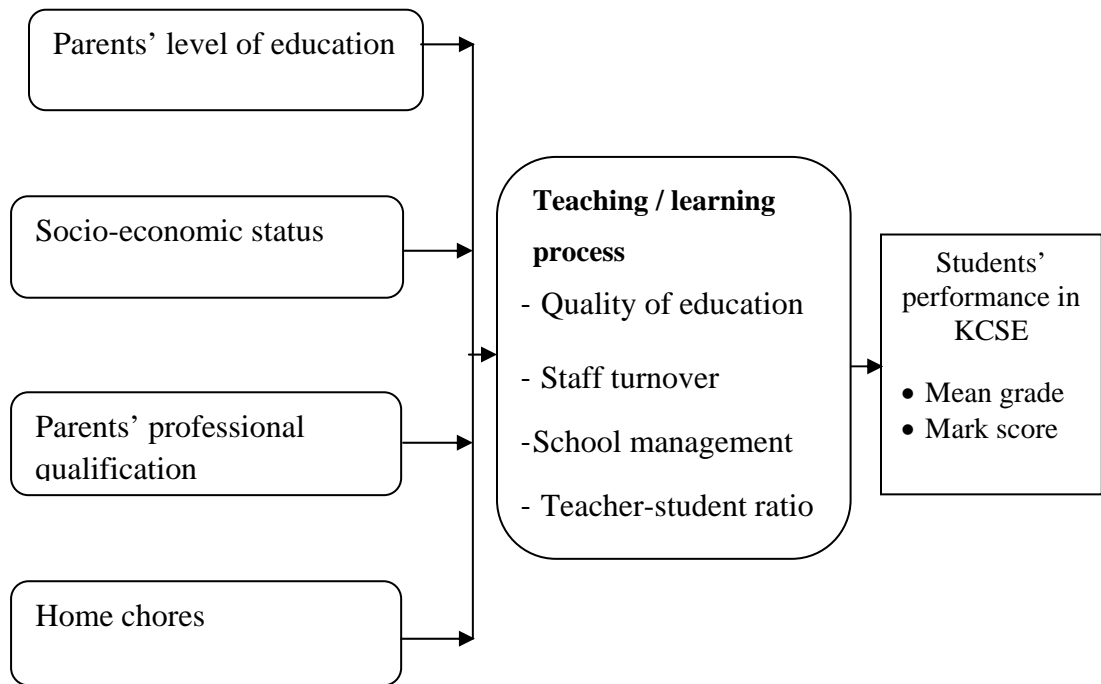 Parents’ level of education
Socio-economic status
Parents’ professional
qualification
Home chores
Teaching / learning
process
- Quality of education
- Staff turnover
-School management
- Teacher-student ratio
Students’
performance in
KCSE
• Mean grade
• Mark score